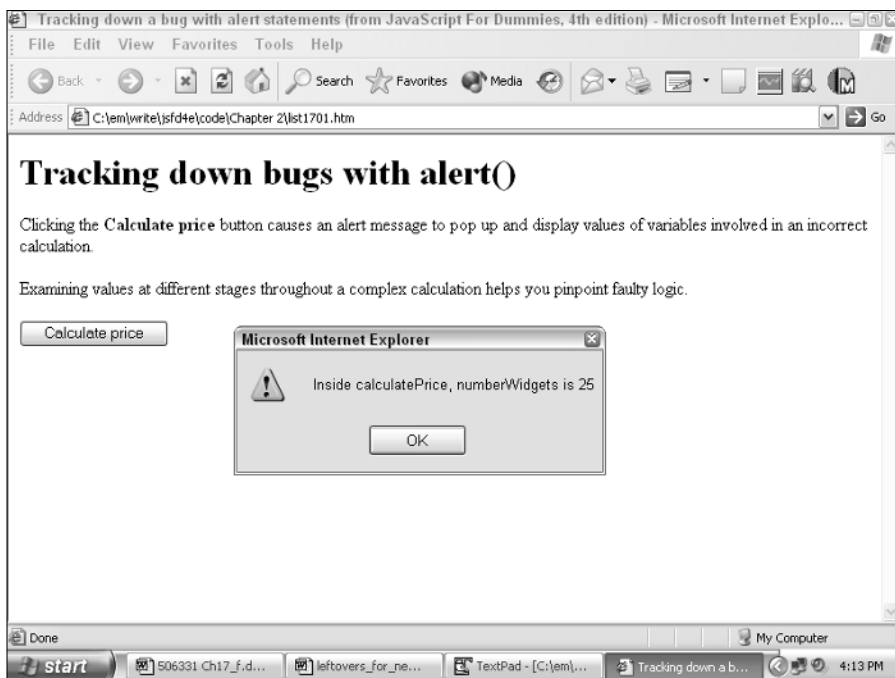 Tracking down a bug with alert statements (from JavaScript For Dummies, 4th edition) - Microsoft Internet Explo...
File Edit View Favorites Tools Help
Back Search Favorites Media
Address C:\em\write\jsfd4e\code\Chapter 2\list1701.htm Go
Tracking down bugs with alert()
Clicking the Calculate price button causes an alert message to pop up and display values of variables involved in an incorrect
calculation.
Examining values at different stages throughout a complex calculation helps you pinpoint faulty logic.
Calculate price
Microsoft Internet Explorer
Inside calculatePrice, numberWidgets is 25
OK
Done My Computer
start 506331 Ch17_f.d... leftovers_for_ne... TextPad - [C:\em\... Tracking down a b... 4:13 PM